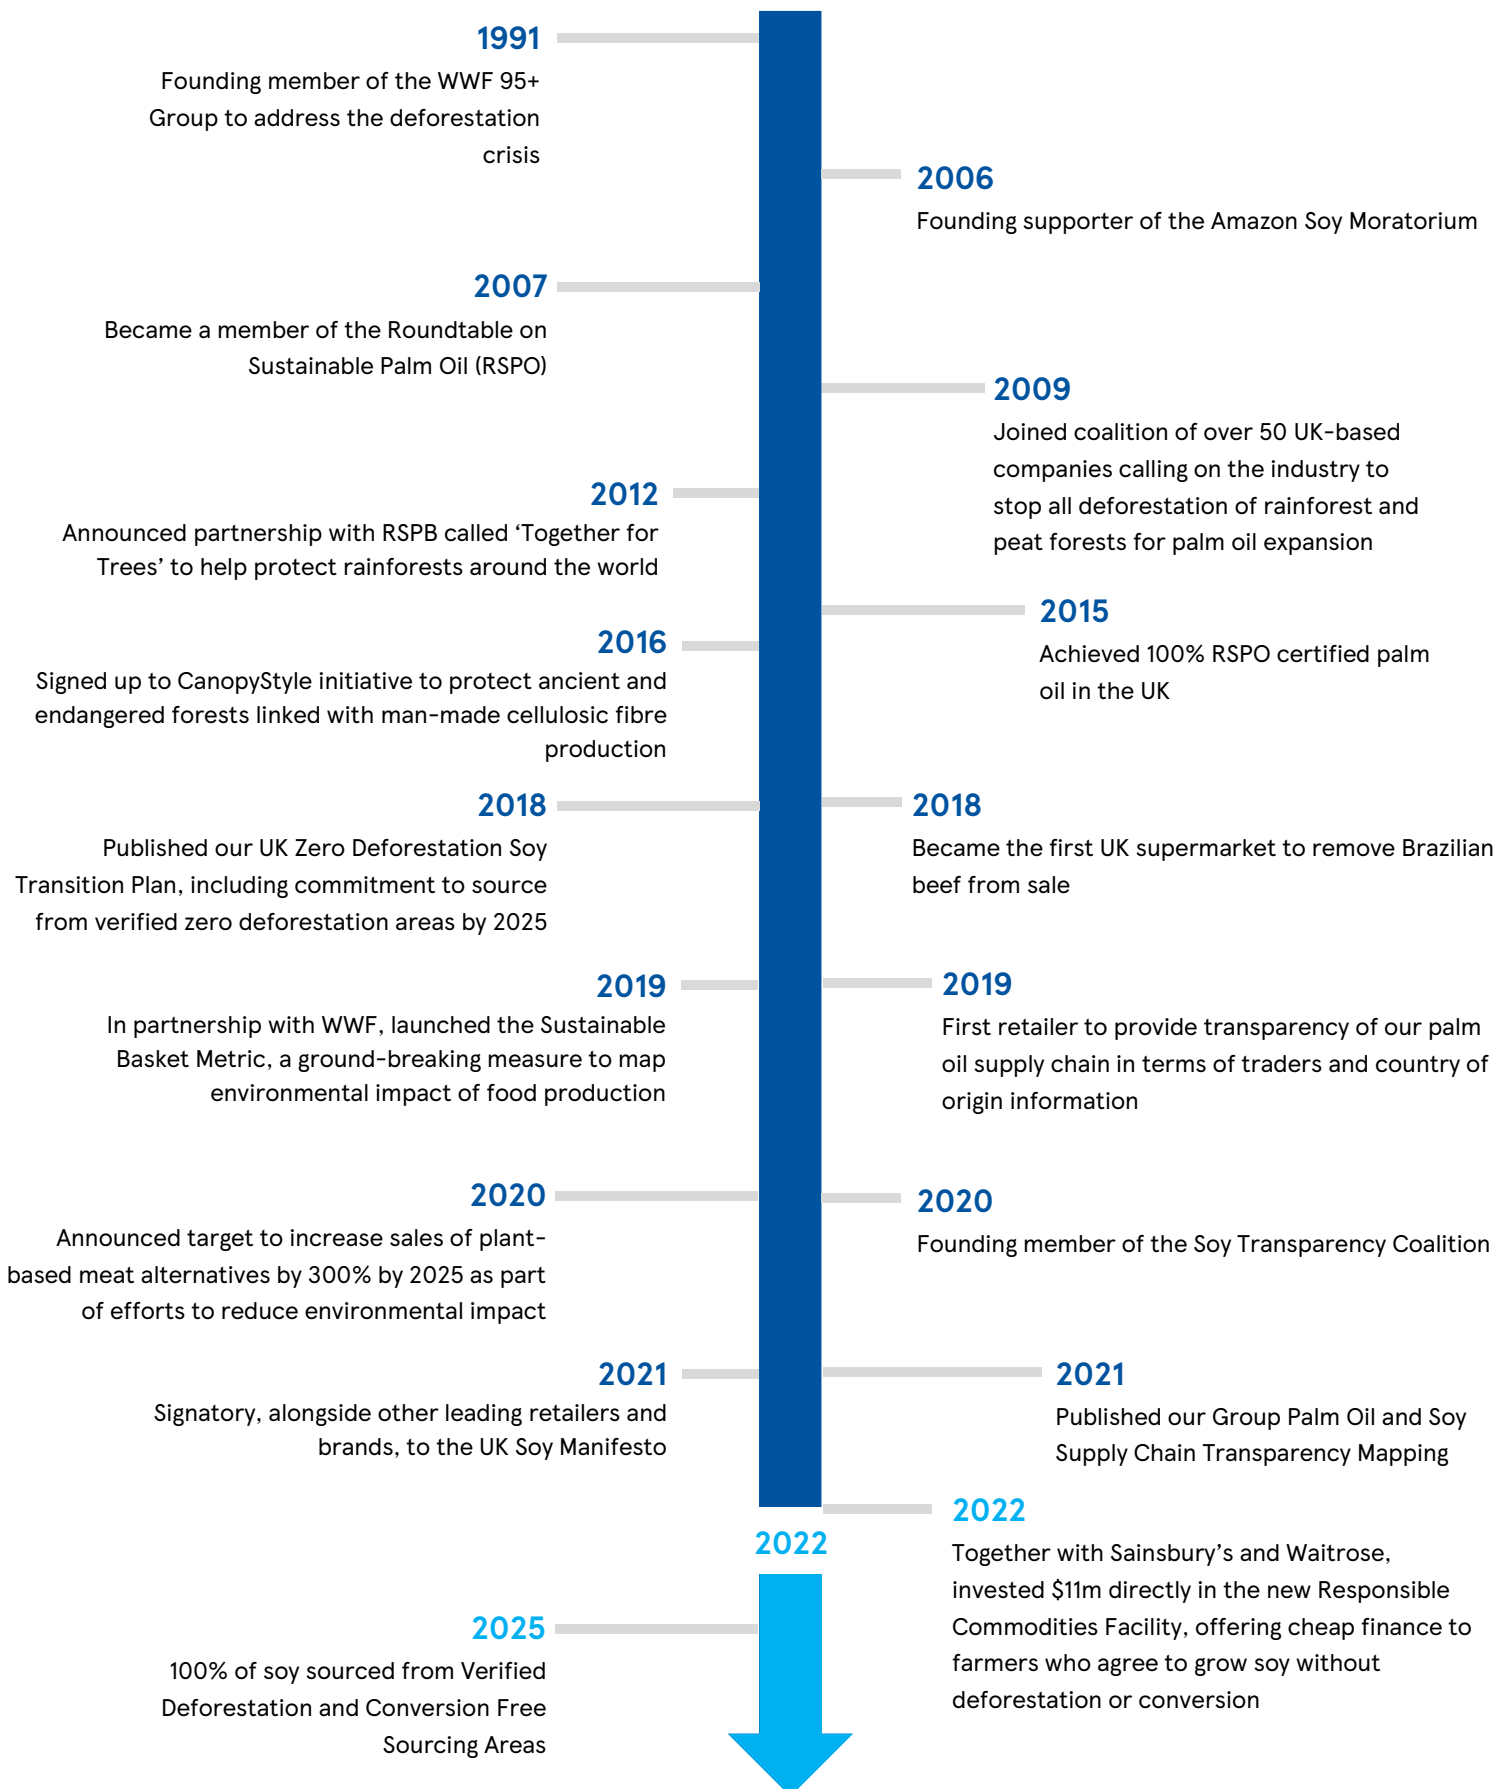 1991
Founding member of the WWF 95+
Group to address the deforestation
crisis
2006
Founding supporter of the Amazon Soy Moratorium
2007
Became a member of the Roundtable on
Sustainable Palm Oil (RSPO)
2009
Joined coalition of over 50 UK-based
companies calling on the industry to
stop all deforestation of rainforest and
peat forests for palm oil expansion
2012
Announced partnership with RSPB called ‘Together for
Trees’ to help protect rainforests around the world
2015
Achieved 100% RSPO certified palm
oil in the UK
2016
Signed up to CanopyStyle initiative to protect ancient and
endangered forests linked with man-made cellulosic fibre
production
2018
Published our UK Zero Deforestation Soy
Transition Plan, including commitment to source
from verified zero deforestation areas by 2025
2018
Became the first UK supermarket to remove Brazilian
beef from sale
2019
In partnership with WWF, launched the Sustainable
Basket Metric, a ground-breaking measure to map
environmental impact of food production
2019
First retailer to provide transparency of our palm
oil supply chain in terms of traders and country of
origin information
2020
Announced target to increase sales of plant-
based meat alternatives by 300% by 2025 as part
of efforts to reduce environmental impact
2020
Founding member of the Soy Transparency Coalition
2021
Signatory, alongside other leading retailers and
brands, to the UK Soy Manifesto
2021
Published our Group Palm Oil and Soy
Supply Chain Transparency Mapping
2022
2022
Together with Sainsbury’s and Waitrose,
invested $11m directly in the new Responsible
Commodities Facility, offering cheap finance to
farmers who agree to grow soy without
deforestation or conversion
2025
100% of soy sourced from Verified
Deforestation and Conversion Free
Sourcing Areas